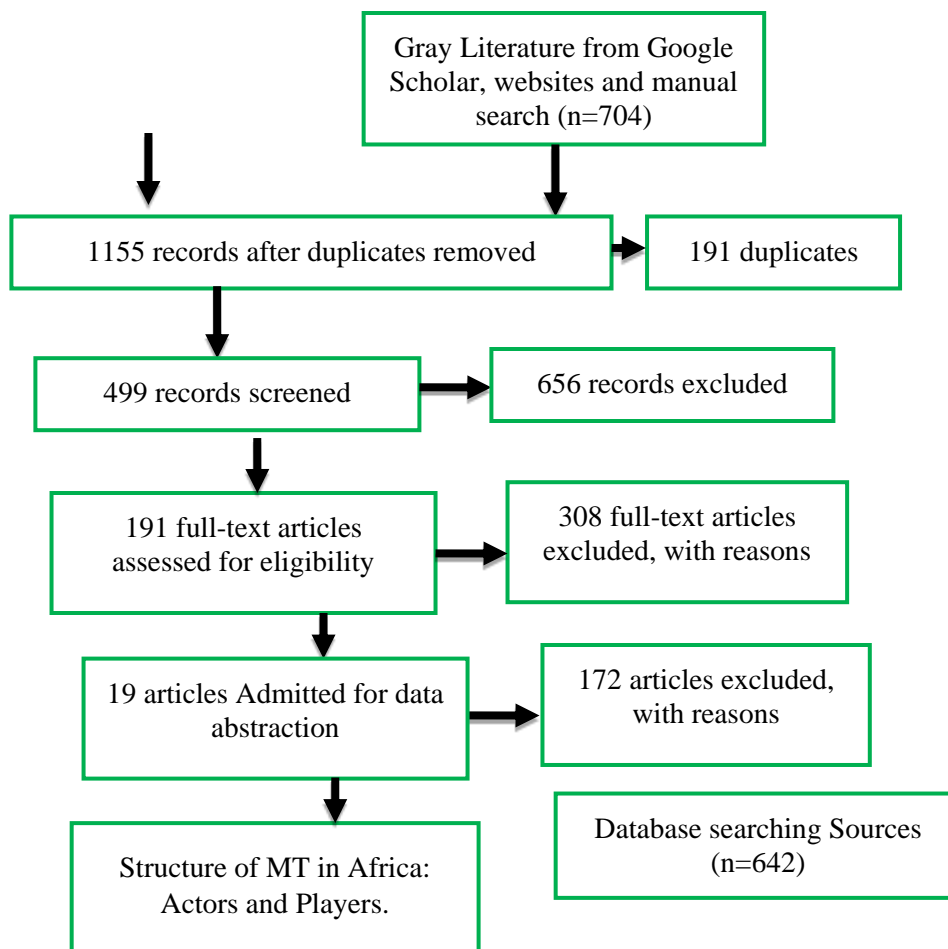 Gray Literature from Google
Scholar, websites and manual
search (n=704)
1155 records after duplicates removed
191 duplicates
499 records screened
656 records excluded
191 full-text articles
assessed for eligibility
308 full-text articles
excluded, with reasons
19 articles Admitted for data
abstraction
172 articles excluded,
with reasons
Structure of MT in Africa:
Actors and Players.
Database searching Sources
(n=642)